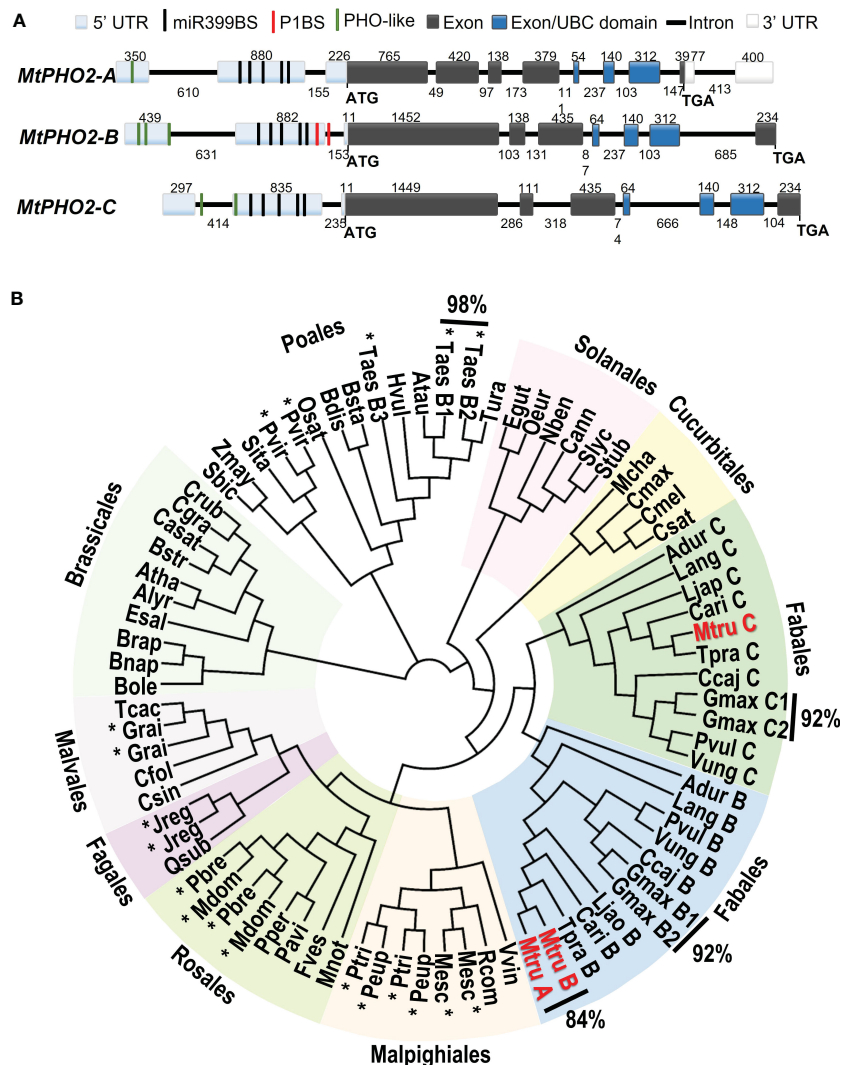 A
5' UTR miR399BS P1BS PHO-like Exon Exon/UBC domain Intron 3' UTR
350 880 226 765 420 138 379 54 140 312 39 77 400
MtPHO2-A
610 155 ATG 49 97 173 11 1 237 103 147 TGA 413
439 882 11 1452 138 435 64 140 312 234
MtPHO2-B
631 153 ATG 103 131 8 7 237 103 685 TGA
297 835 11 1449 111 435 64 140 312 234
MtPHO2-C
414 235 ATG 286 318 7 4 666 148 104 TGA
B
98%
Poales
Solanales
Cucurbitales
Fabales
Fabales
Malpighiales
Rosales
Fagales
Malvales
Brassicales
Sbic
Zmay
Sita
* Pvir
* Pvir
Osat
Bdis
Bsta
* Taes B3
Hvul
Atau
* Taes B1
* Taes B2
Tura
Egut
Oeur
Nben
Cann
Slyc
Stub
Mcha
Cmax
Cmel
Csat
Adur C
Lang C
Ljap C
Cari C
Mtru C
Tpra C
Ccaj C
Gmax C1
Gmax C2
92%
Pvul C
Vung C
Adur B
Lang B
Pvul B
Vung B
Ccaj B
Gmax B1
Gmax B2
92%
Ljao B
Cari B
Tpra B
Mtru B
Mtru A
84%
Vvin
Rcom
* Mesc
* Mesc
Peup
* Ptri
* Peup
* Ptri
Mnot
Fves
Pavi
Pper
* Mdom
* Pbre
* Mdom
* Pbre
Qsub
* Jreg
* Jreg
Csin
Cfol
* Grai
* Grai
Tcac
Bole
Bnap
Brap
Esal
Alyr
Atha
Bstr
Casat
Cgra
Crub